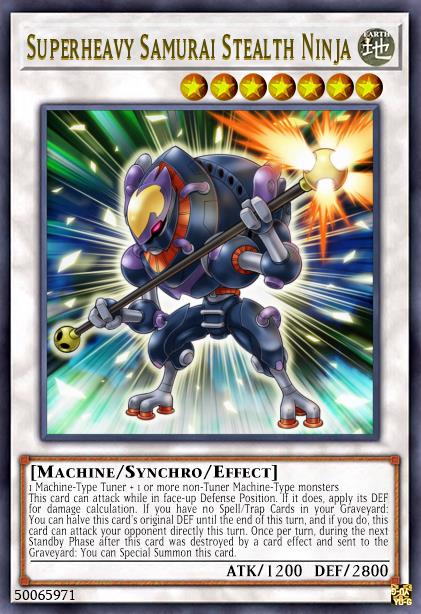 Superheavy Samurai Stealth Ninja
EARTH
地
[Machine/Synchro/Effect]
1 Machine-Type Tuner + 1 or more non-Tuner Machine-Type monsters
This card can attack while in face-up Defense Position. If it does, apply its DEF
for damage calculation. If you have no Spell/Trap Cards in your Graveyard:
You can halve this card's original DEF until the end of this turn, and if you do, this
card can attack your opponent directly this turn. Once per turn, during the next
Standby Phase after this card was destroyed by a card effect and sent to the
Graveyard: You can Special Summon this card.
ATK/1200 DEF/2800
50065971